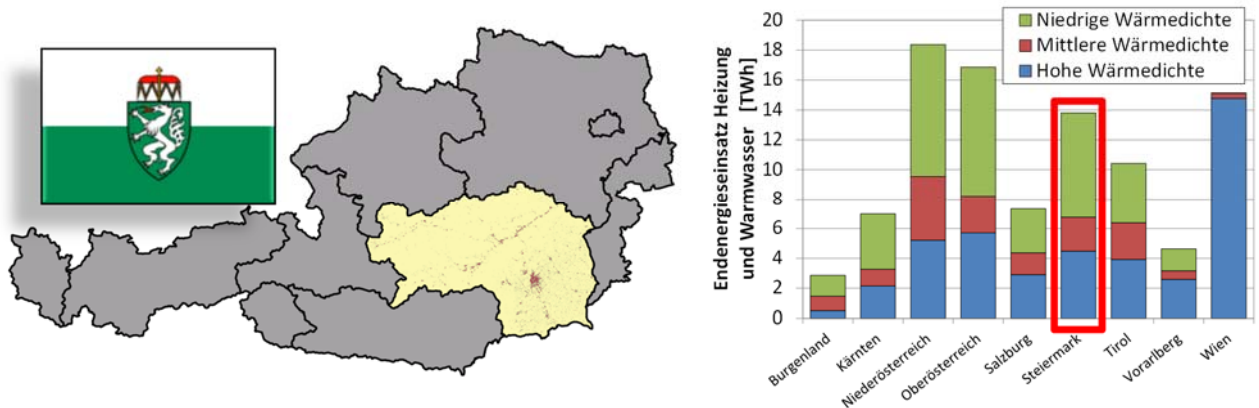 Endenergieseinsatz Heizung
und Warmwasser [TWh]
20
18
16
14
12
10
8
6
4
2
0
Niedrige Wärmedichte
Mittlere Wärmedichte
Hohe Wärmedichte
Burgenland
Kärnten
Niederösterreich
Oberösterreich
Salzburg
Steiermark
Tirol
Vorarlberg
Wien